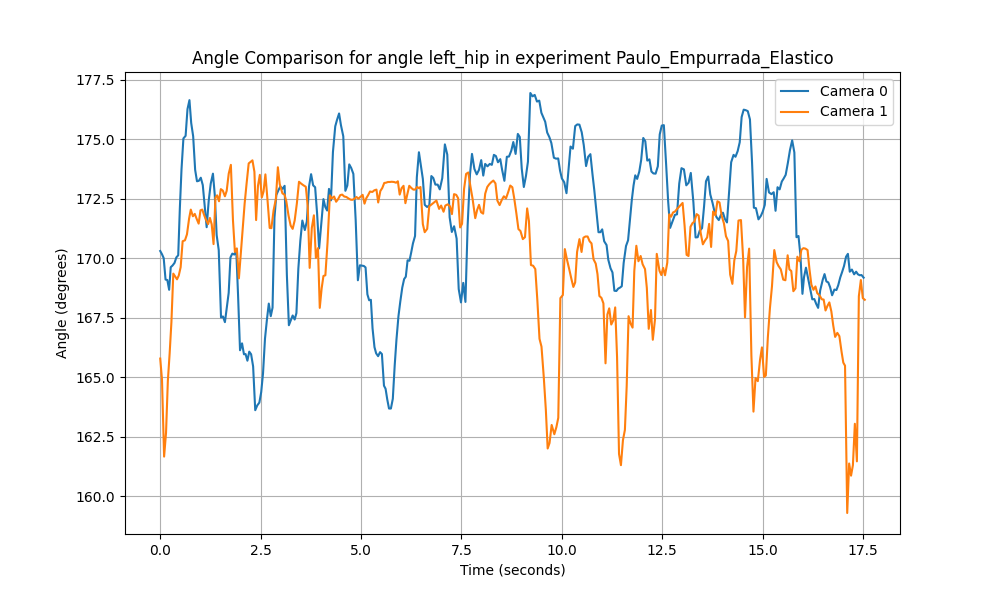 Angle Comparison for angle left_hip in experiment Paulo_Empurrada_Elastico
Camera 0
Camera 1
Angle (degrees)
177.5
175.0
172.5
170.0
167.5
165.0
162.5
160.0
0.0 2.5 5.0 7.5 10.0 12.5 15.0 17.5
Time (seconds)